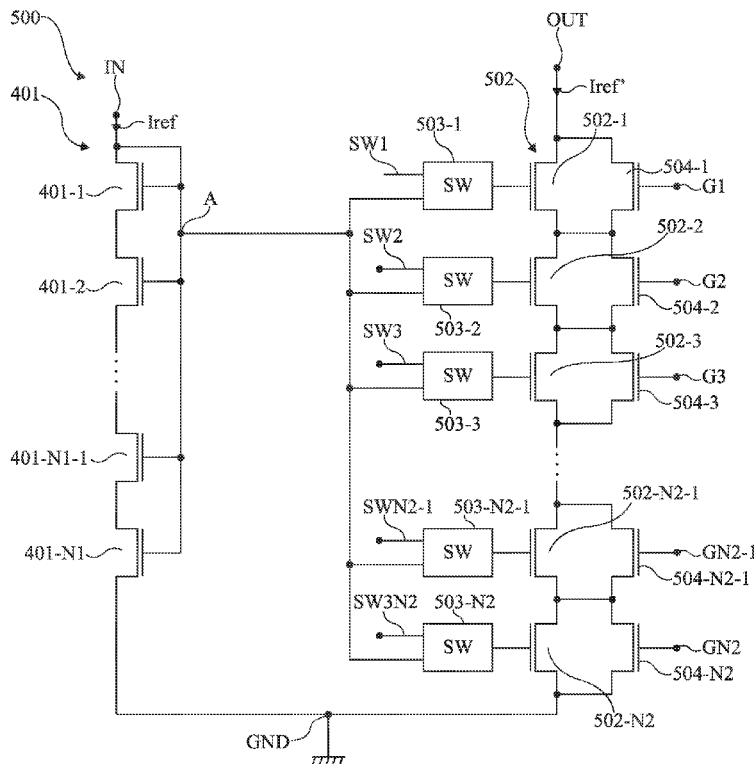 500
OUT
IN
502
Iref'
401
Iref
503-1
502-1
SW1
504-1
401-1
SW
G1
A
502-2
SW2
401-2
SW
G2
503-2
504-2
SW3
502-3
SW
G3
503-3
504-3
401-N1-1
502-N2-1
SWN2-1
503-N2-1
401-N1
SW
GN2-1
504-N2-1
503-N2
SW3N2
SW
GN2
504-N2
GND
502-N2